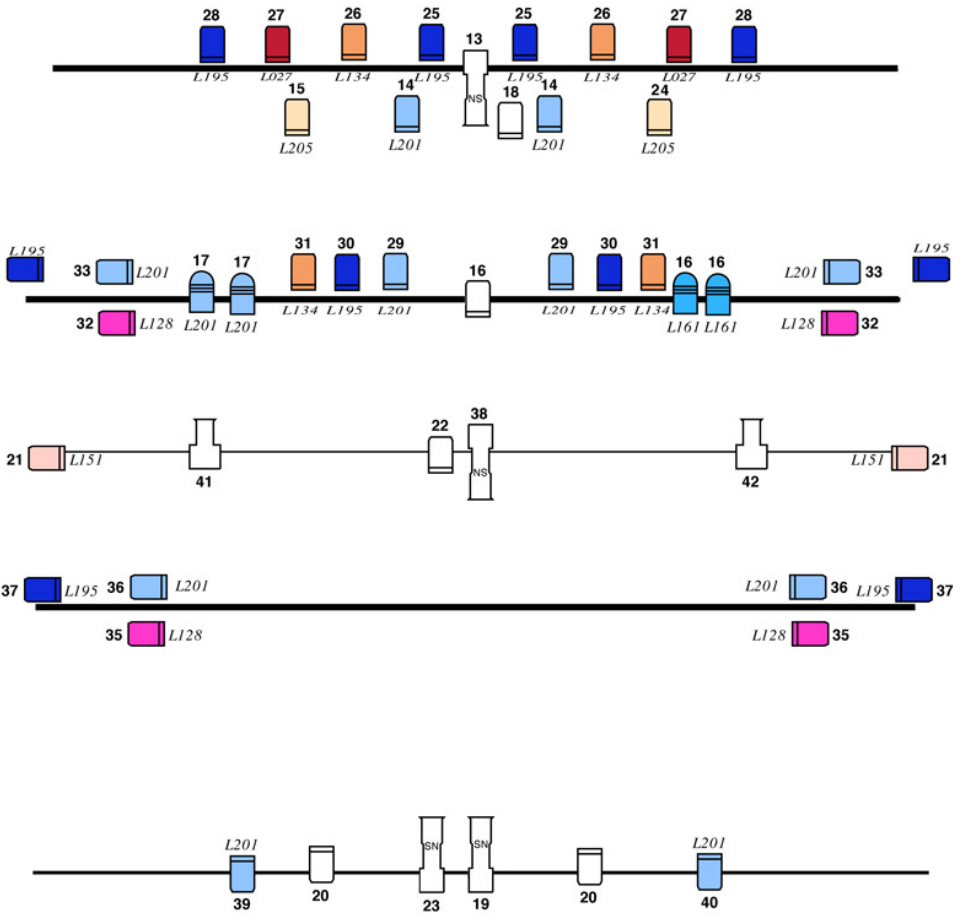 28 27 26 25 13 25 26 27 28
L195 L027 L134 L195 NS L195 L134 L027 L195
15 14 18 14 24
L205 L201 L201 L205
L195 33 L201 17 17 31 30 29 16 29 30 31 16 16 L201 33 L195
32 L128 L201 L201 L134 L195 L201 L201 L195 L134 L161 L161 L128 32
22 38
21 L151 NS L151 21
41 42
37 L195 36 L201 L201 36 L195 37
35 L128 L128 35
L201 SN SN L201
39 20 23 19 20 40